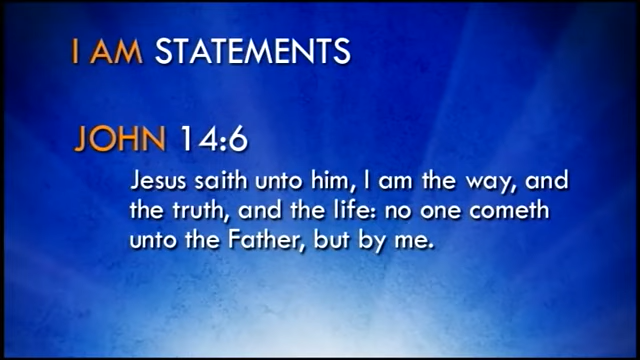 I AM STATEMENTS
JOHN 14:6
Jesus saith unto him, I am the way, and
the truth, and the life: no one cometh
unto the Father, but by me.